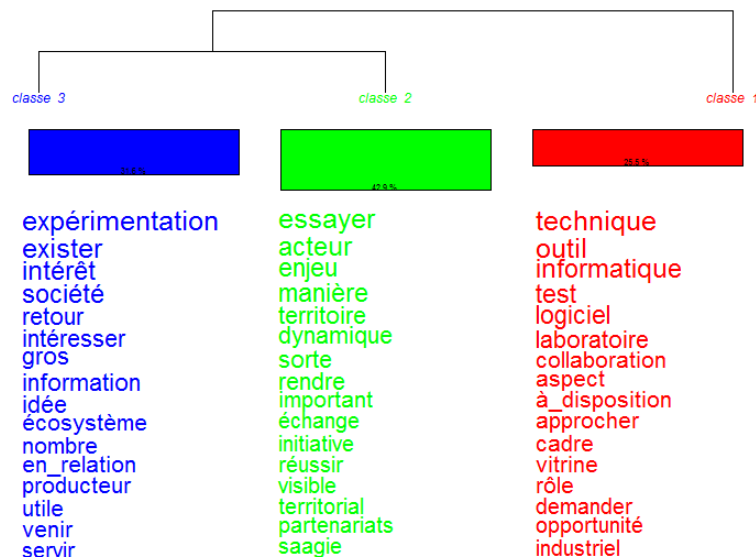 classe 3
classe 2
classe 1
31.6 %
42.9 %
25.5 %
expérimentation
exister
intérêt
société
retour
intéresser
gros
information
idée
écosystème
nombre
en_relation
producteur
utile
venir
servir
essayer
acteur
enjeu
manière
territoire
dynamique
sorte
rendre
important
échange
initiative
réussir
visible
territorial
partenariats
saagie
technique
outil
informatique
test
logiciel
laboratoire
collaboration
aspect
à_disposition
approcher
cadre
vitrine
rôle
demander
opportunité
industriel